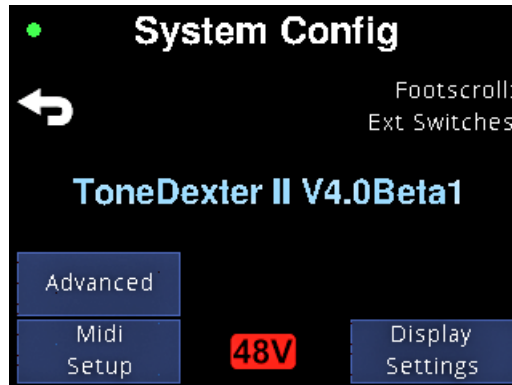 System Config
Footscroll:
Ext Switches
ToneDexter II V4.0Beta1
Advanced
Midi
Setup
48V
Display
Settings